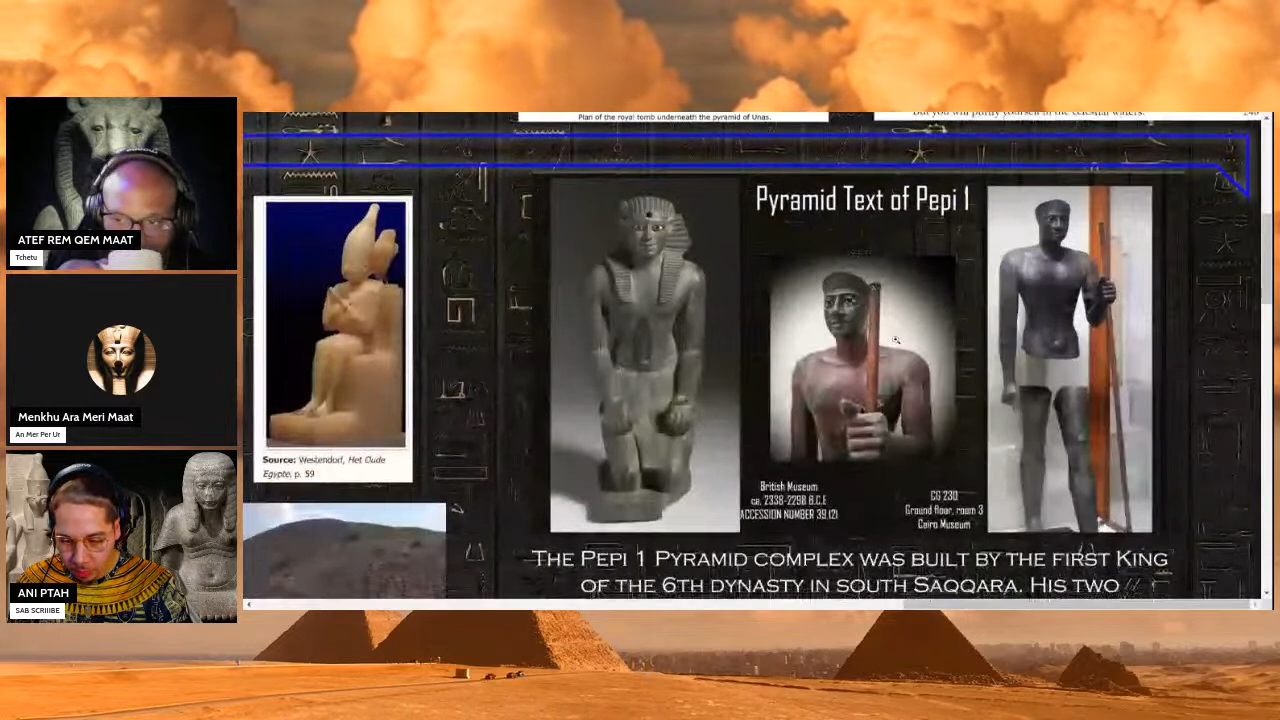 ATEF REM QEM MAAT
Tchetu
Menkhu Ara Meri Maat
An Mer Per Ur
ANI PTAH
SAB SCRIIIBE
Plan of the royal tomb underneath the pyramid of Unas.
But you will purify yourself in the celestial waters.
Source: Westendorf, Het Oude
Egypte, p. 59
Pyramid Text of Pepi 1
British Museum
ca. 2338-2298 B.C.E
ACCESSION NUMBER 39.121
CG 230
Ground floor, room 3
Cairo Museum
THE PEPI 1 PYRAMID COMPLEX WAS BUILT BY THE FIRST KING
OF THE 6TH DYNASTY IN SOUTH SAQQARA. HIS TWO